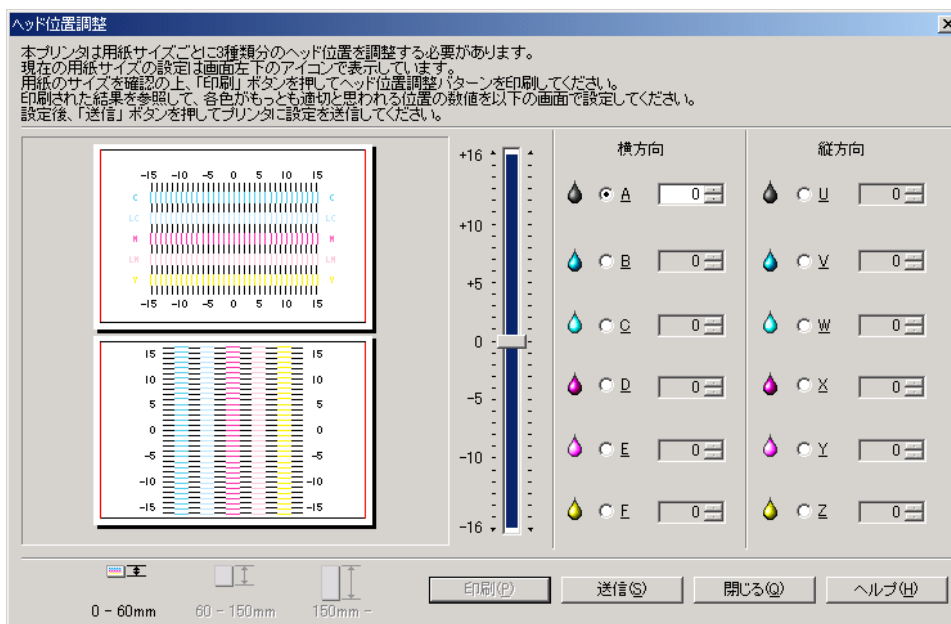 ヘッド位置調整
本プリンタは用紙サイズごとに3種類分のヘッド位置を調整する必要があります。
現在の用紙サイズの設定は画面左下のアイコンで表示しています。
用紙のサイズを確認の上、「印刷」ボタンを押してヘッド位置調整パターンを印刷してください。
印刷された結果を参照して、各色がもっとも適切と思われる位置の数値を以下の画面で設定してください。
設定後、「送信」ボタンを押してプリンタに設定を送信してください。
-15 -10 -5 0 5 10 15
C C
LC LC
M M
LM LM
Y Y
-15 -10 -5 0 5 10 15
15 15
10 10
5 5
0 0
-5 -5
-10 -10
-15 -15
+16
+10
+5
0
-5
-10
-16
横方向 縦方向
A 0 U 0
B 0 V 0
C 0 W 0
D 0 X 0
E 0 Y 0
F 0 Z 0
0 - 60mm 60 - 150mm 150mm -
印刷(P) 送信(S) 閉じる(Q) ヘルプ(H)